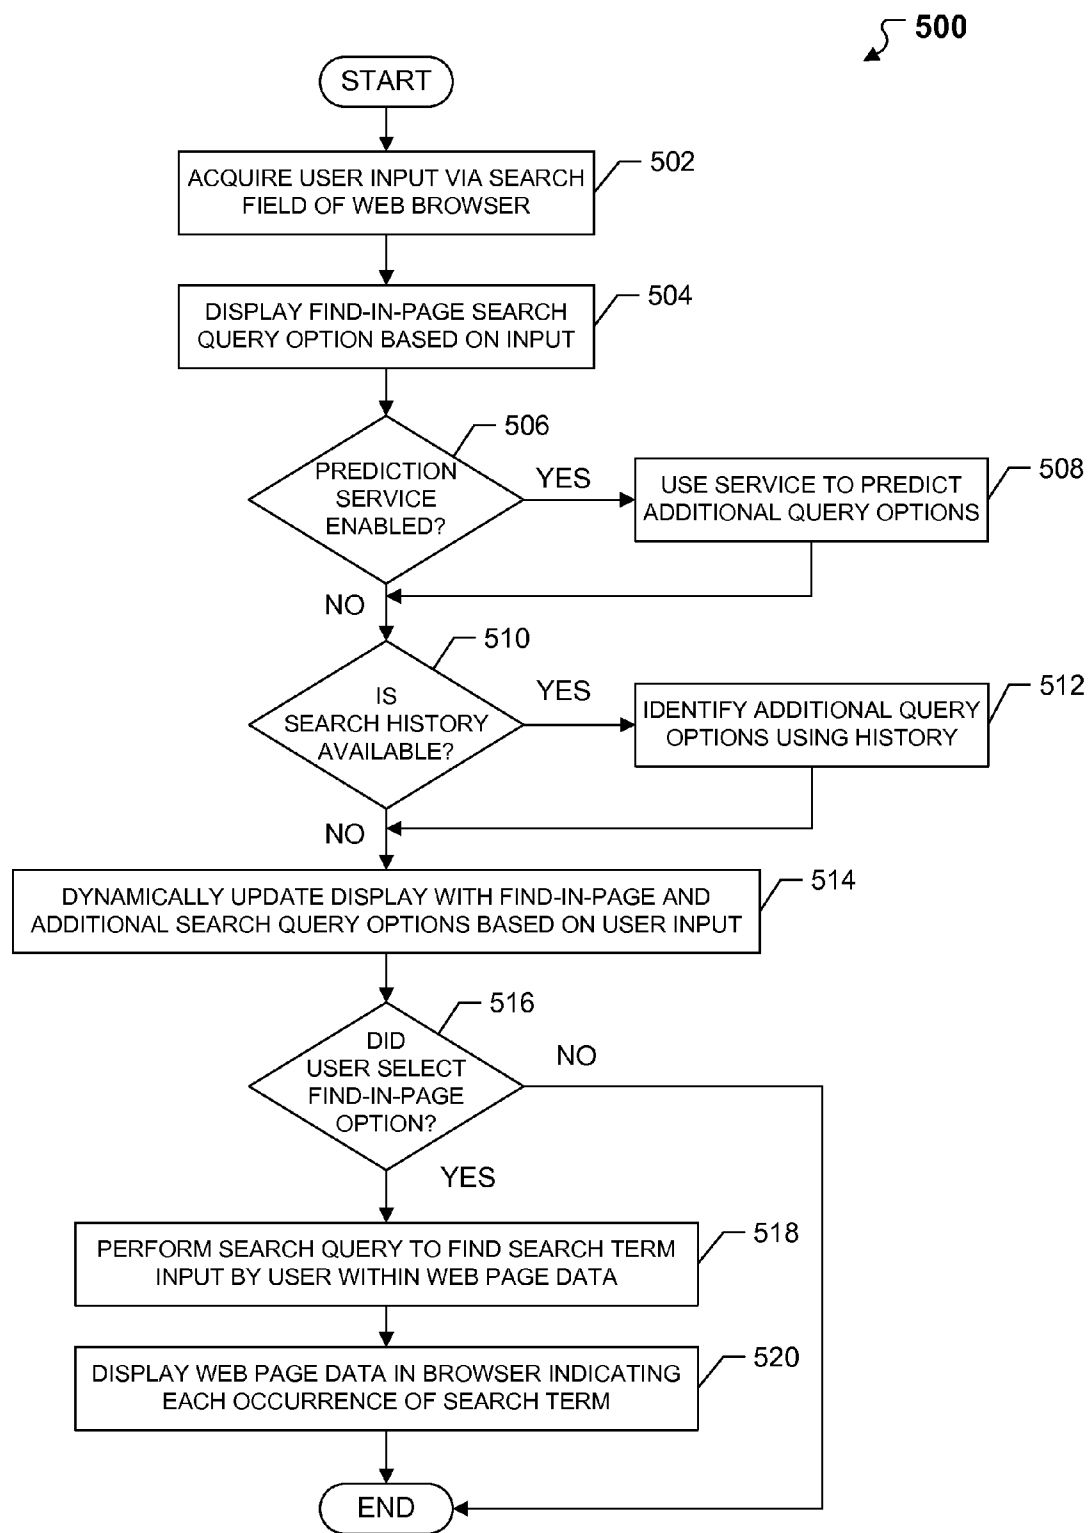 500
START
502
ACQUIRE USER INPUT VIA SEARCH
FIELD OF WEB BROWSER
504
DISPLAY FIND-IN-PAGE SEARCH
QUERY OPTION BASED ON INPUT
506
PREDICTION
SERVICE
ENABLED?
YES
508
USE SERVICE TO PREDICT
ADDITIONAL QUERY OPTIONS
NO
510
IS
SEARCH HISTORY
AVAILABLE?
YES
512
IDENTIFY ADDITIONAL QUERY
OPTIONS USING HISTORY
NO
514
DYNAMICALLY UPDATE DISPLAY WITH FIND-IN-PAGE AND
ADDITIONAL SEARCH QUERY OPTIONS BASED ON USER INPUT
516
DID
USER SELECT
FIND-IN-PAGE
OPTION?
NO
YES
518
PERFORM SEARCH QUERY TO FIND SEARCH TERM
INPUT BY USER WITHIN WEB PAGE DATA
520
DISPLAY WEB PAGE DATA IN BROWSER INDICATING
EACH OCCURRENCE OF SEARCH TERM
END